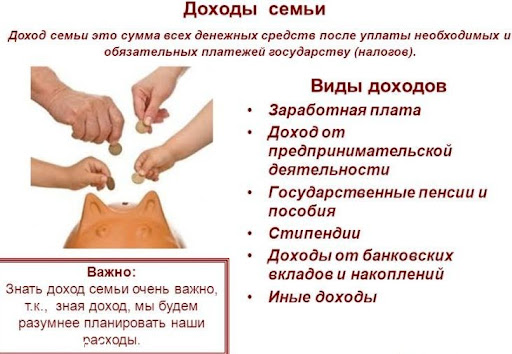 Доходы семьи
Доход семьи это сумма всех денежных средств после уплаты необходимых и
обязательных платежей государству (налогов).
Виды доходов
• Заработная плата
• Доход от
предпринимательской
деятельности
• Государственные пенсии и
пособия
• Стипендии
• Доходы от банковских
вкладов и накоплений
• Иные доходы
Важно:
Знать доход семьи очень важно,
т.к., зная доход, мы будем
разумнее планировать наши
расходы.